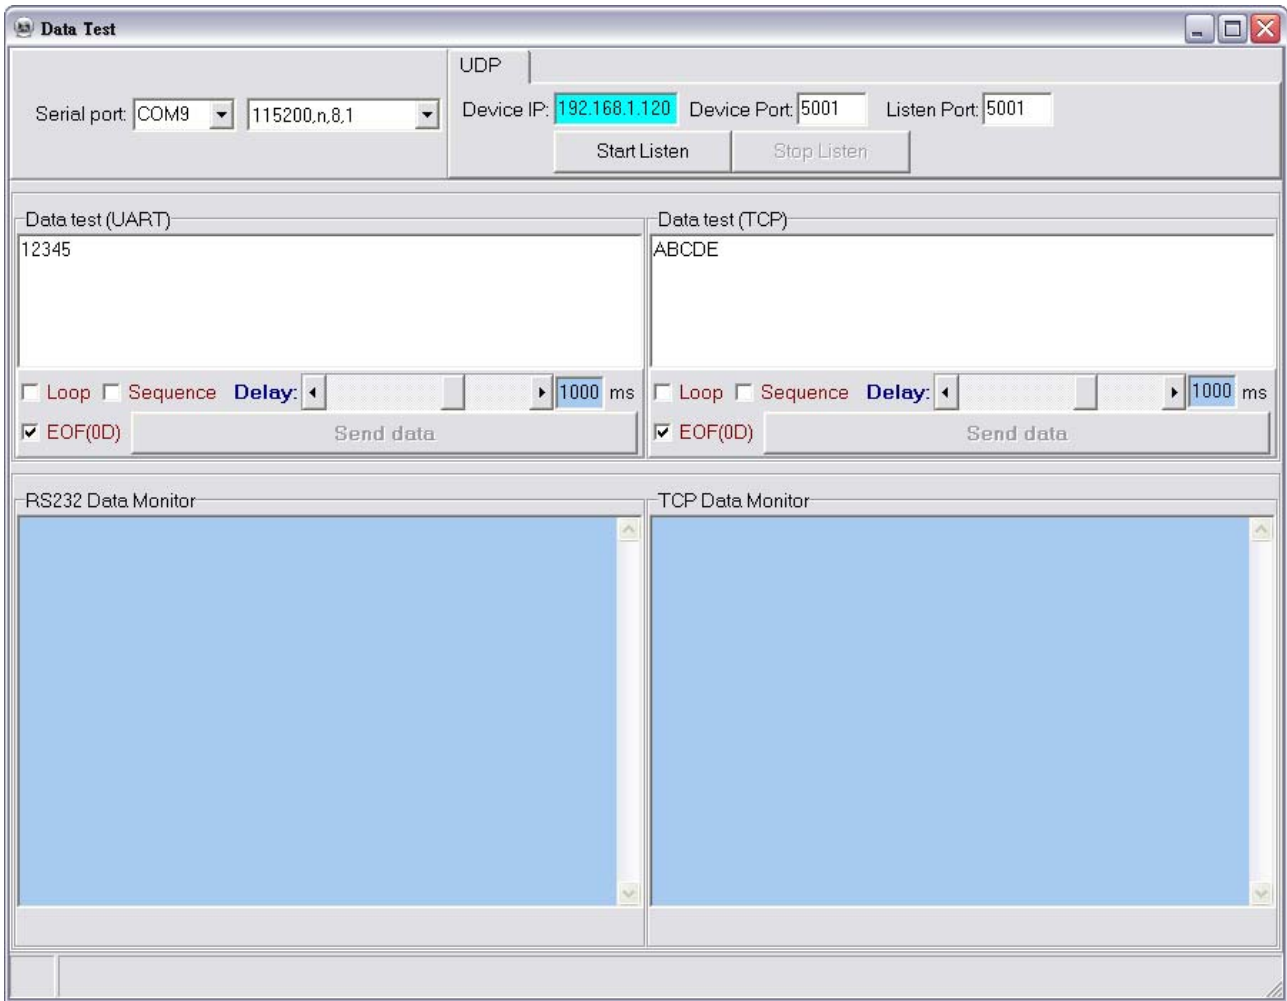 Data Test
UDP
Serial port: COM9 115200,n,8,1
Device IP: 192.168.1.120 Device Port: 5001 Listen Port: 5001
Start Listen Stop Listen
Data test (UART)
12345
Loop Sequence Delay: 1000 ms
EOF(0D) Send data
Data test (TCP)
ABCDE
Loop Sequence Delay: 1000 ms
EOF(0D) Send data
RS232 Data Monitor
TCP Data Monitor